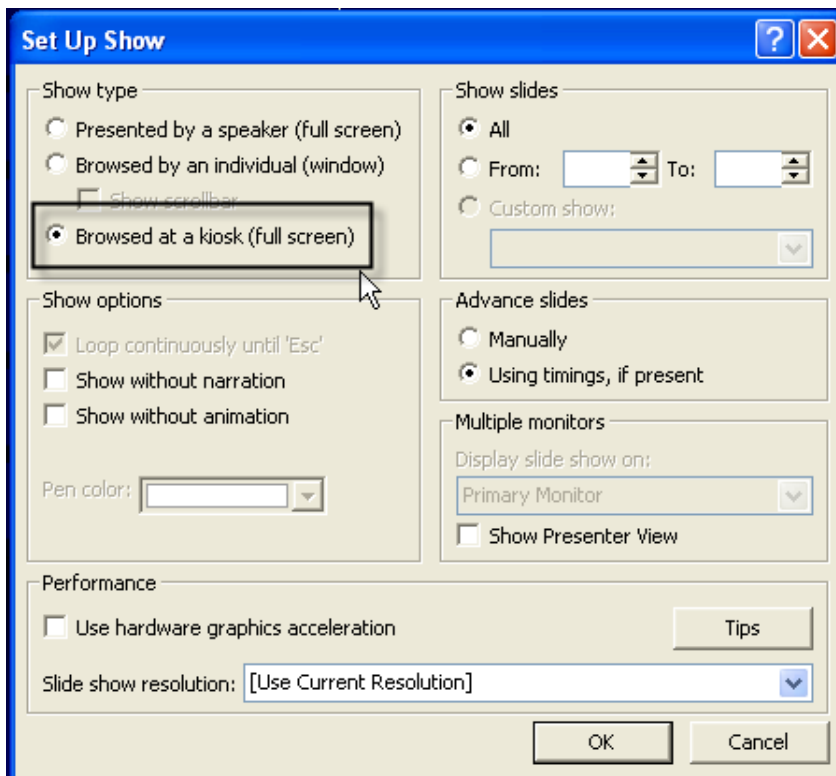 Set Up Show
Show type
Presented by a speaker (full screen)
Browsed by an individual (window)
Show scrollbar
Browsed at a kiosk (full screen)
Show slides
All
From: To:
Custom show:
Show options
Loop continuously until 'Esc'
Show without narration
Show without animation
Pen color:
Advance slides
Manually
Using timings, if present
Multiple monitors
Display slide show on:
Primary Monitor
Show Presenter View
Performance
Use hardware graphics acceleration
Tips
Slide show resolution: [Use Current Resolution]
OK Cancel